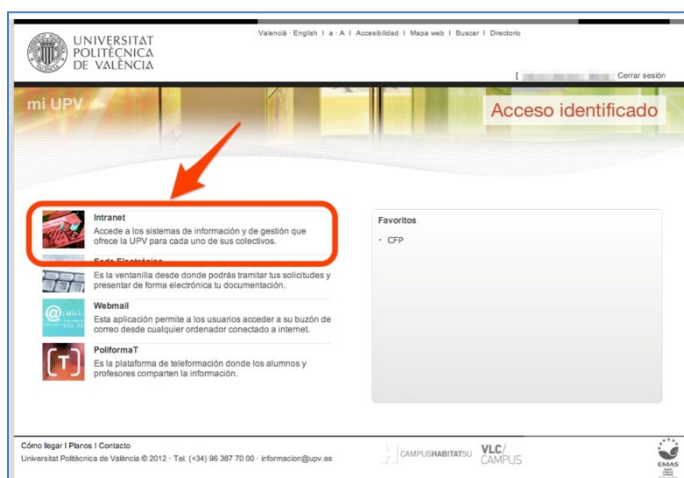 UNIVERSITAT
POLITÈCNICA
DE VALÈNCIA
Valencià · English I a · A I Accesibilidad I Mapa web I Buscar I Directorio
[ Cerrar sesión
mi UPV
Acceso identificado
Intranet
Accede a los sistemas de información y de gestión que
ofrece la UPV para cada uno de sus colectivos.
Sede Electrónica
Es la ventanilla desde donde podrás tramitar tus solicitudes y
presentar de forma electrónica tu documentación.
Webmail
Esta aplicación permite a los usuarios acceder a su buzón de
correo desde cualquier ordenador conectado a internet.
[T]
PoliformaT
Es la plataforma de teleformación donde los alumnos y
profesores comparten la información.
Favoritos
· CFP
Cómo llegar I Planos I Contacto
Universitat Politècnica de València © 2012 · Tel. (+34) 96 387 70 00 · informacion@upv.es
CAMPUSHABITAT5U
VLC/
CAMPUS
EMAS